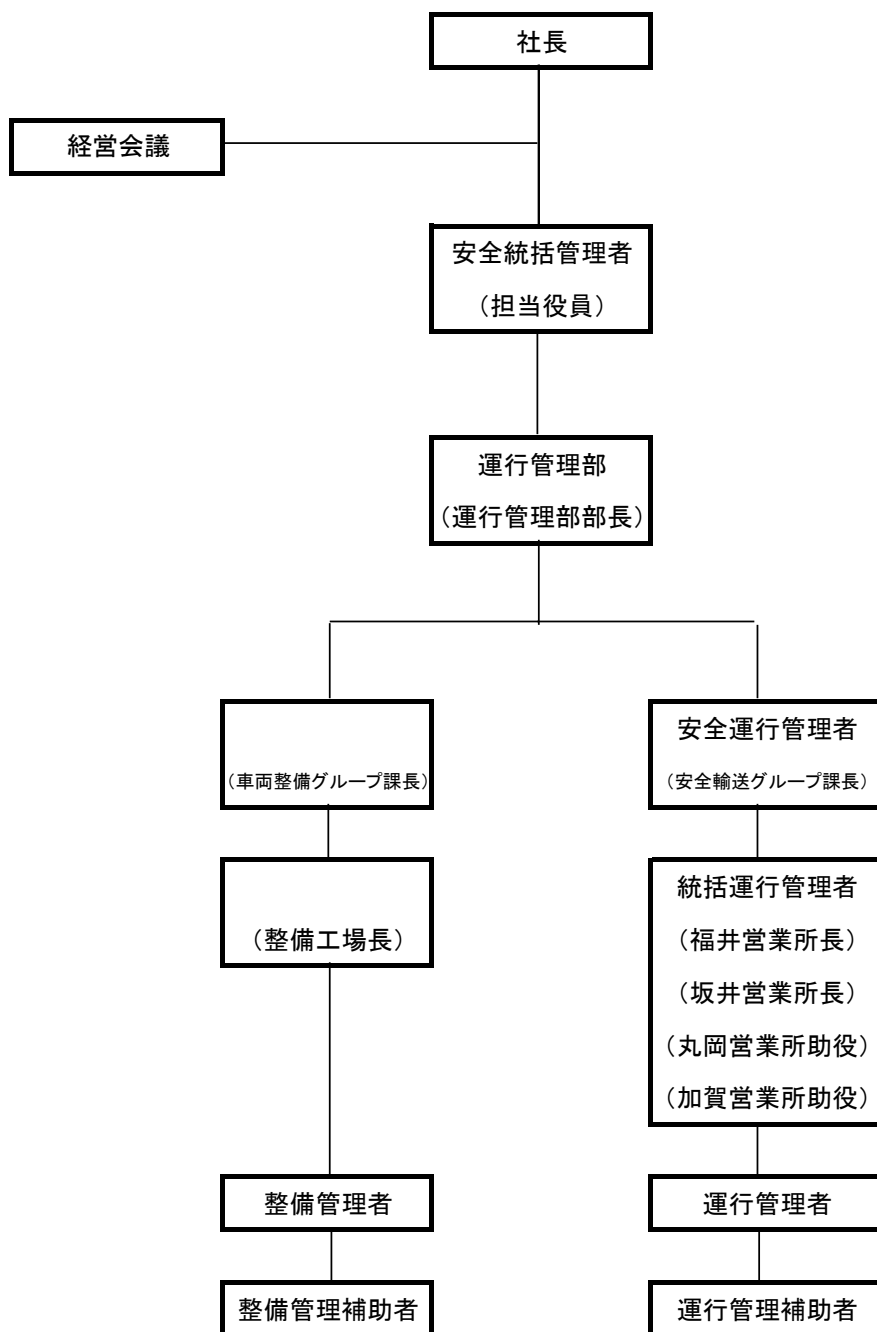 社長
経営会議
安全統括管理者
（担当役員）
運行管理部
（運行管理部部長）
（車両整備グループ課長）
安全運行管理者
（安全輸送グループ課長）
（整備工場長）
統括運行管理者
（福井営業所長）
（坂井営業所長）
（丸岡営業所助役）
（加賀営業所助役）
整備管理者
運行管理者
整備管理補助者
運行管理補助者